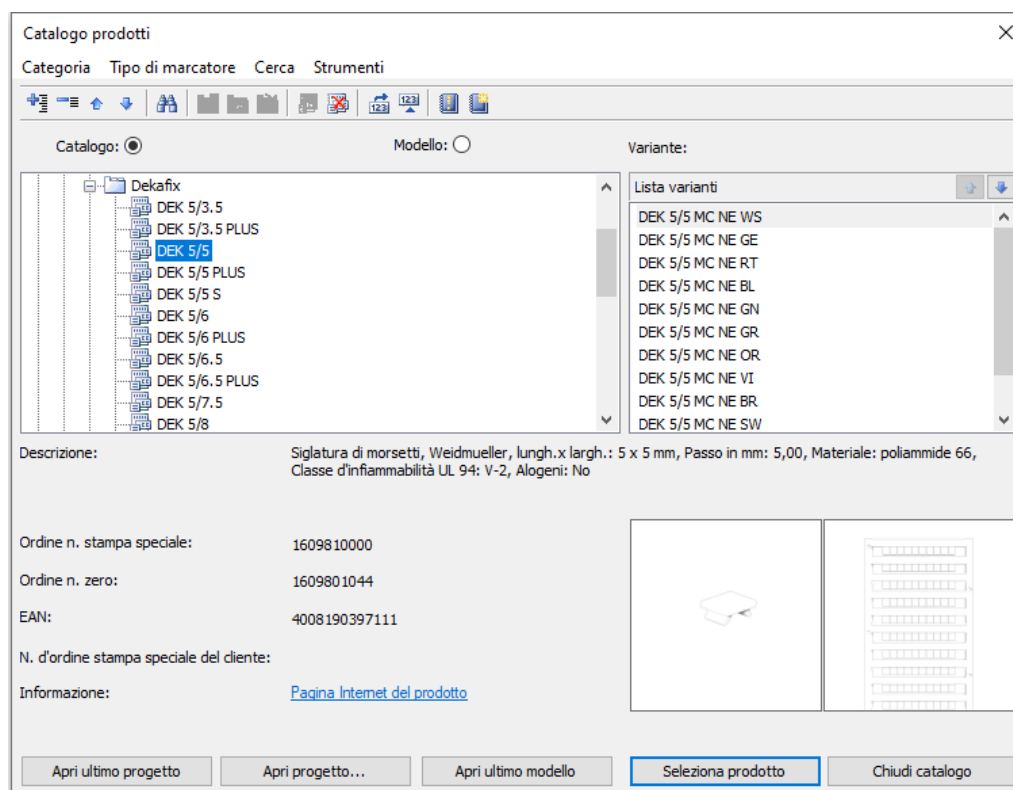 Catalogo prodotti
Categoria Tipo di marcatore Cerca Strumenti
Catalogo: Modello: Variante:
Dekafix
DEK 5/3.5
DEK 5/3.5 PLUS
DEK 5/5
DEK 5/5 PLUS
DEK 5/5 S
DEK 5/6
DEK 5/6 PLUS
DEK 5/6.5
DEK 5/6.5 PLUS
DEK 5/7.5
DEK 5/8
Lista varianti
DEK 5/5 MC NE WS
DEK 5/5 MC NE GE
DEK 5/5 MC NE RT
DEK 5/5 MC NE BL
DEK 5/5 MC NE GN
DEK 5/5 MC NE GR
DEK 5/5 MC NE OR
DEK 5/5 MC NE VI
DEK 5/5 MC NE BR
DEK 5/5 MC NE SW
Descrizione: Siglatura di morsetti, Weidmueller, lungh.x largh.: 5 x 5 mm, Passo in mm: 5,00, Materiale: poliammide 66,
Classe d'infiammabilità UL 94: V-2, Alogeni: No
Ordine n. stampa speciale: 1609810000
Ordine n. zero: 1609801044
EAN: 4008190397111
N. d'ordine stampa speciale del cliente:
Informazione: Pagina Internet del prodotto
Apri ultimo progetto Apri progetto... Apri ultimo modello Seleziona prodotto Chiudi catalogo